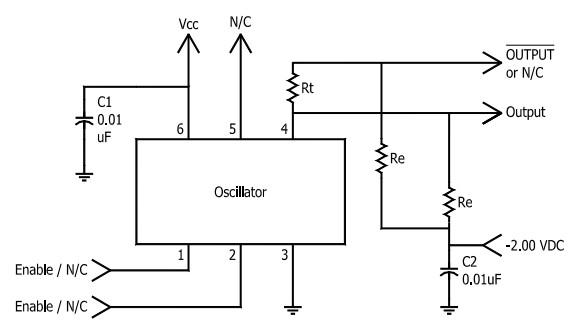 Vcc
N/C
OUTPUT
or N/C
Rt
Output
C1
0.01
uF
6
5
4
Re
Oscillator
Re
1
2
3
-2.00 VDC
Enable / N/C
C2
0.01uF
Enable / N/C